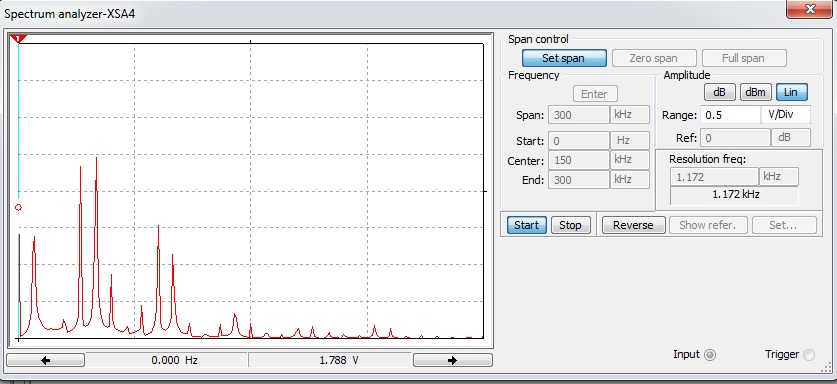 Spectrum analyzer-XSA4
1
Span control
Set span Zero span Full span
Frequency
Enter
Span: 300 kHz
Start: 0 Hz
Center: 150 kHz
End: 300 kHz
Amplitude
dB dBm Lin
Range: 0.5 V/Div
Ref: 0 dB
Resolution freq:
1.172 kHz
1.172 kHz
Start Stop Reverse Show refer. Set...
0.000 Hz 1.788 V
Input Trigger